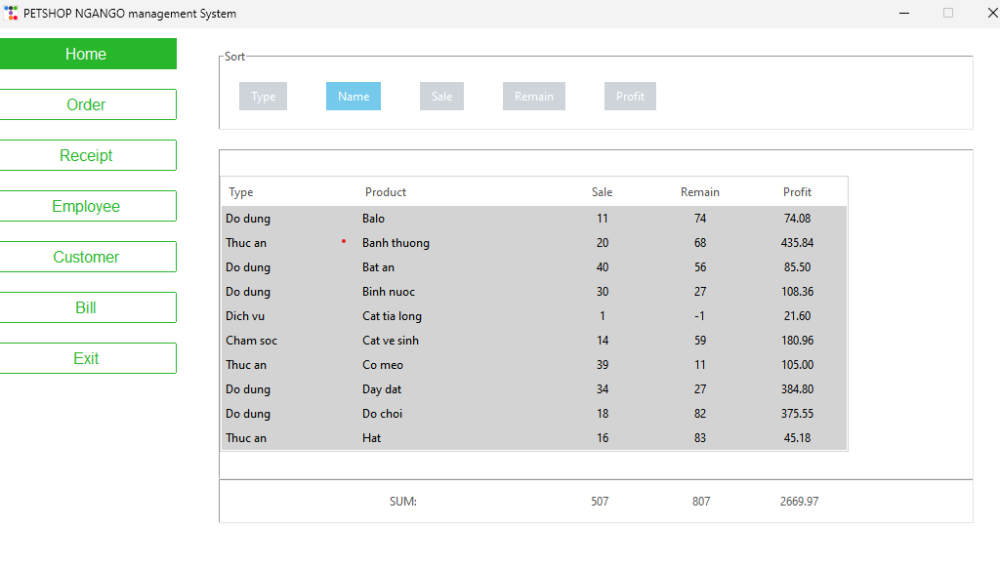 PETSHOP NGANGO management System
Home
Order
Receipt
Employee
Customer
Bill
Exit
Sort
Type Name Sale Remain Profit
Type Product Sale Remain Profit
Do dung Balo 11 74 74.08
Thuc an Banh thuong 20 68 435.84
Do dung Bat an 40 56 85.50
Do dung Binh nuoc 30 27 108.36
Dich vu Cat tia long 1 -1 21.60
Cham soc Cat ve sinh 14 59 180.96
Thuc an Co meo 39 11 105.00
Do dung Day dat 34 27 384.80
Do dung Do choi 18 82 375.55
Thuc an Hat 16 83 45.18
SUM: 507 807 2669.97